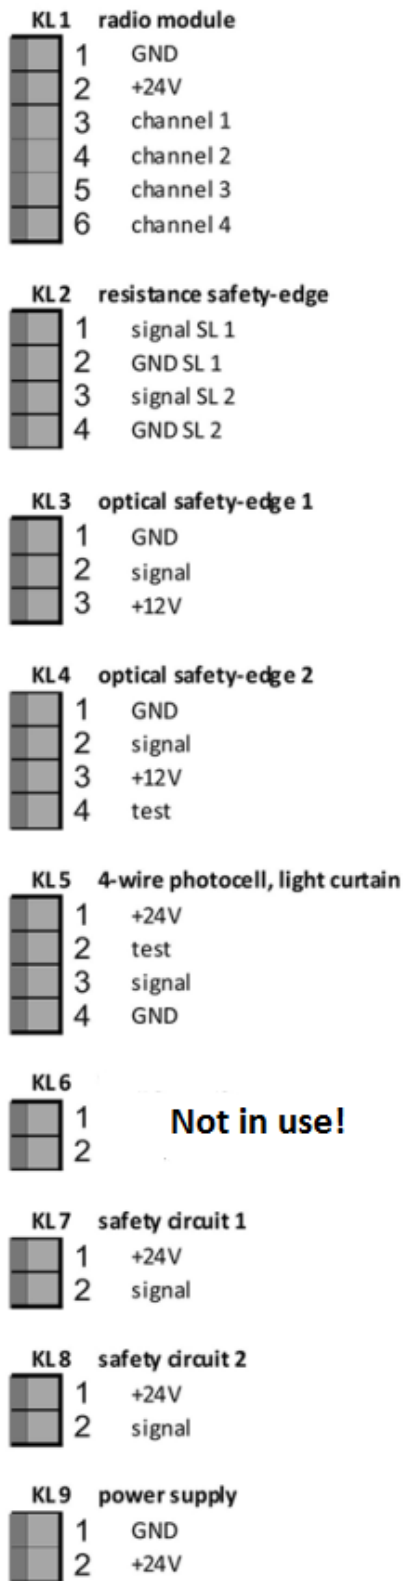 KL1 radio module
1 GND
2 +24V
3 channel 1
4 channel 2
5 channel 3
6 channel 4
KL2 resistance safety-edge
1 signal SL 1
2 GND SL 1
3 signal SL 2
4 GND SL 2
KL3 optical safety-edge 1
1 GND
2 signal
3 +12V
KL4 optical safety-edge 2
1 GND
2 signal
3 +12V
4 test
KL5 4-wire photocell, light curtain
1 +24V
2 test
3 signal
4 GND
KL6
1 Not in use!
2
KL7 safety circuit 1
1 +24V
2 signal
KL8 safety circuit 2
1 +24V
2 signal
KL9 power supply
1 GND
2 +24V